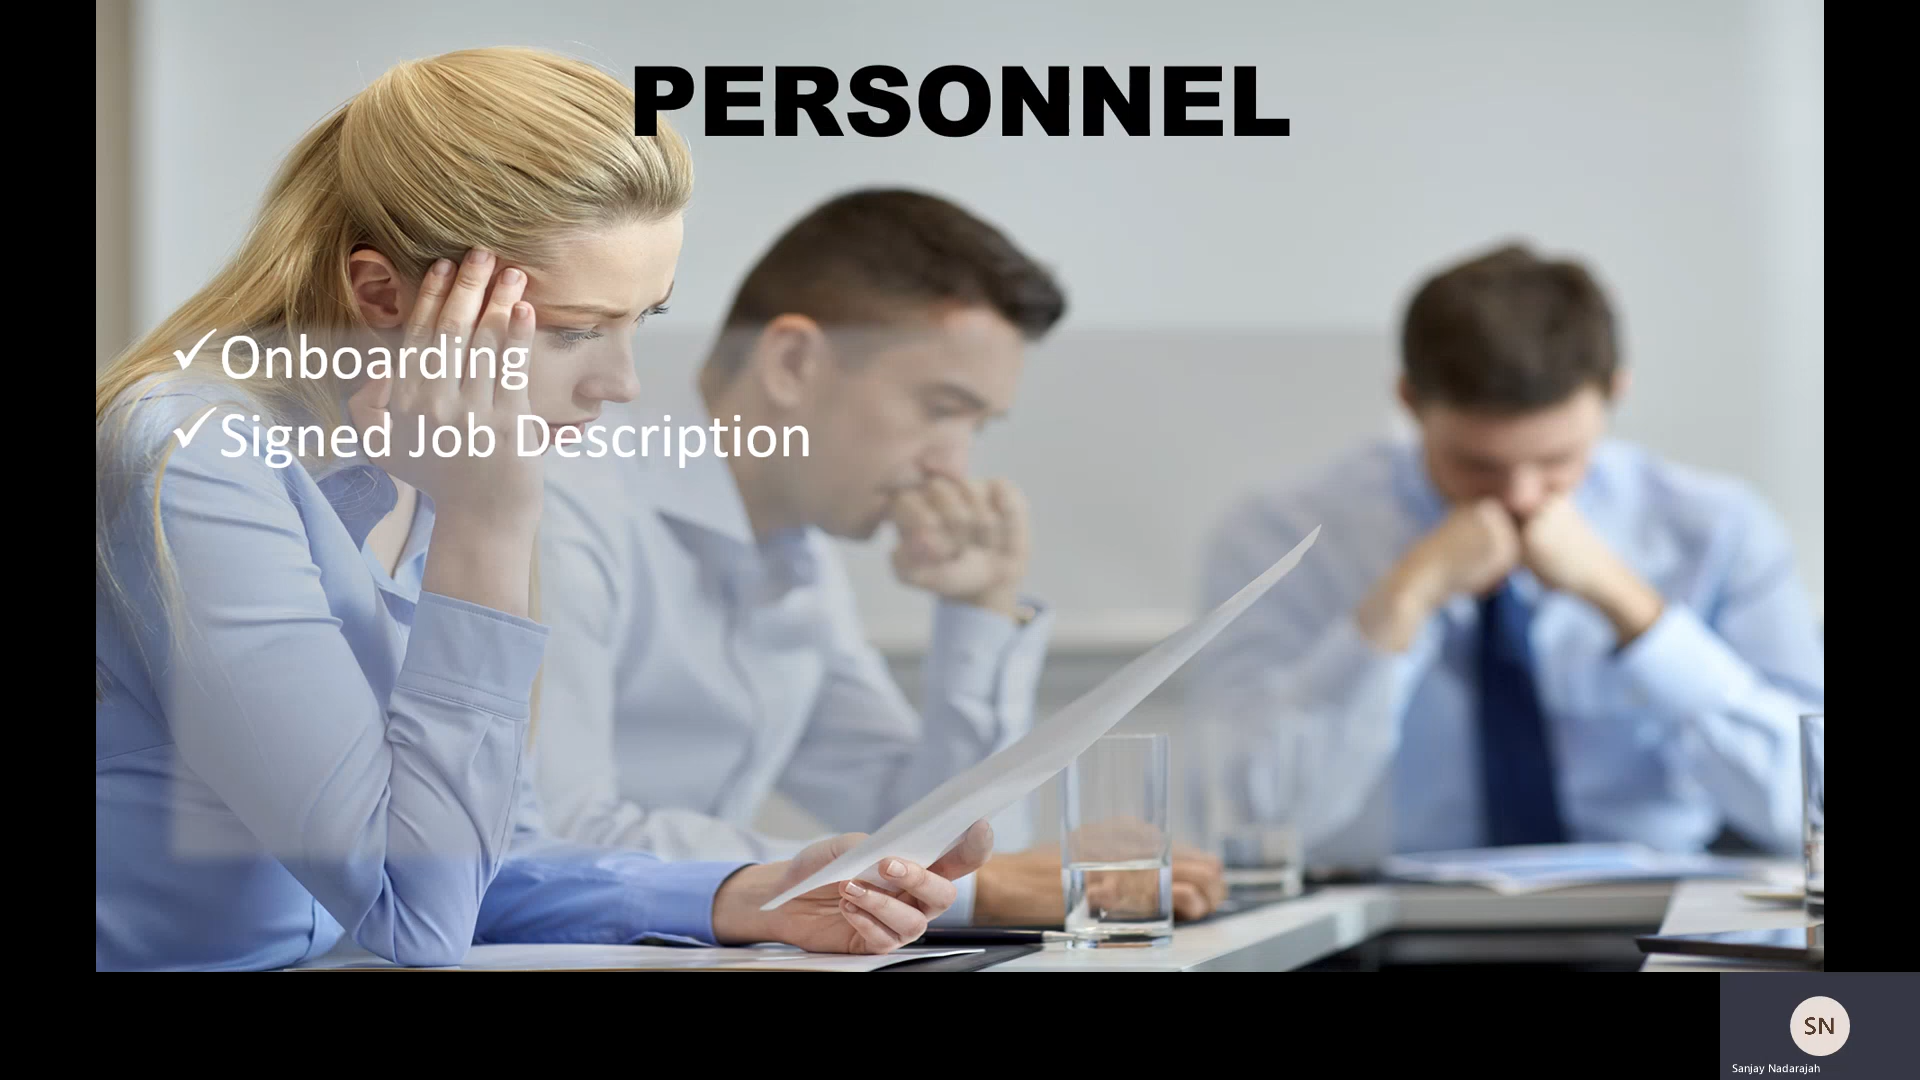 PERSONNEL
✓Onboarding
✓Signed Job Description
SN
Sanjay Nadarajah